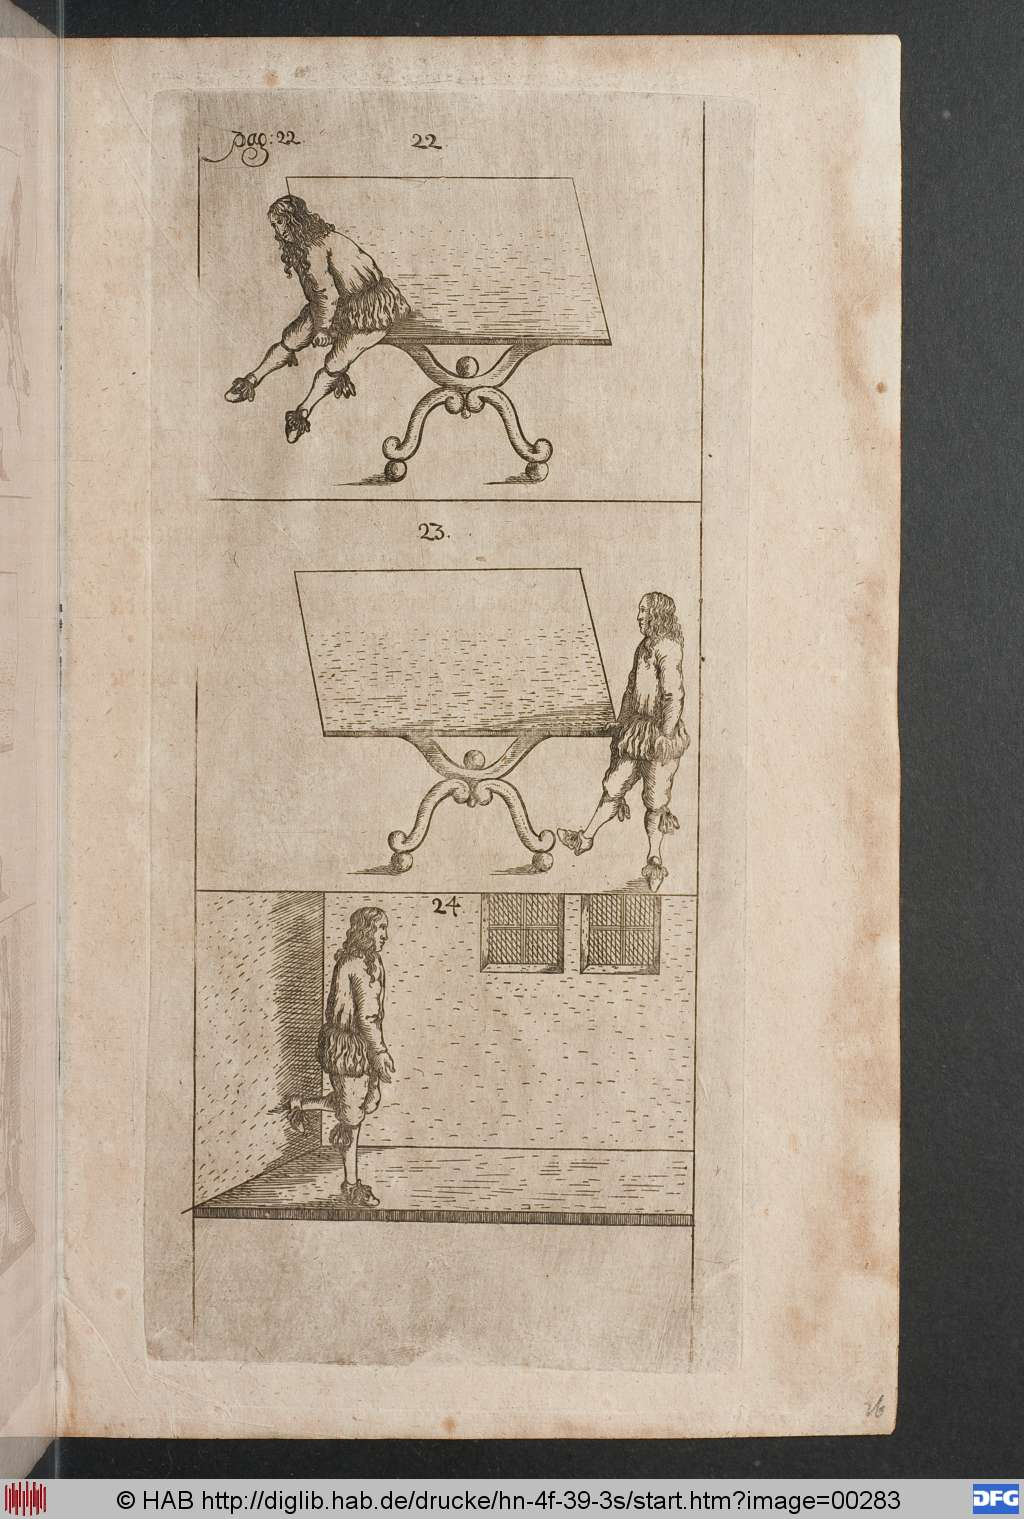 pag: 22.
22
23.
24
26
© HAB http://diglib.hab.de/drucke/hn-4f-39-3s/start.htm?image=00283
DFG